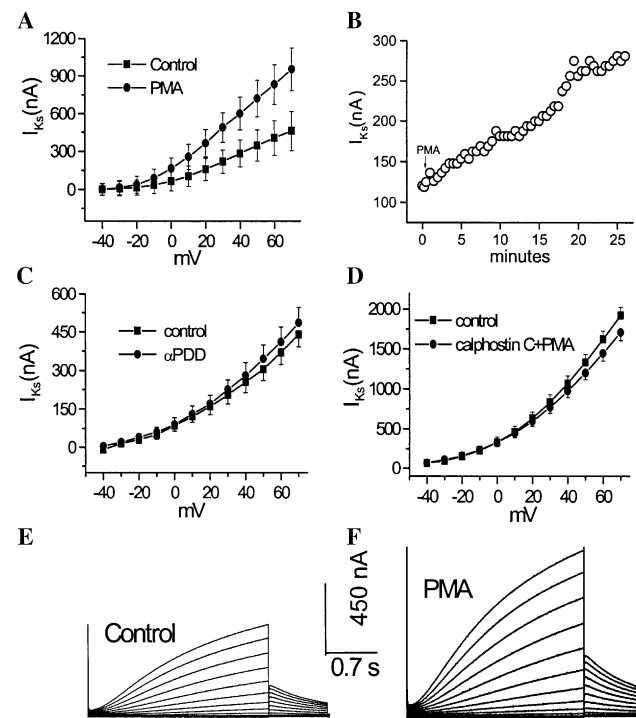 A
I_Ks(nA)
1200
900
600
300
0
Control
PMA
-40 -20 0 20 40 60
mV
B
I_Ks(nA)
300
250
200
150
100
PMA
0 5 10 15 20 25
minutes
C
I_Ks(nA)
600
450
300
150
0
control
αPDD
-40 -20 0 20 40 60
mV
D
I_Ks(nA)
2000
1500
1000
500
0
control
calphostin C+PMA
-40 -20 0 20 40 60
mV
E
Control
450 nA
0.7 s
F
PMA